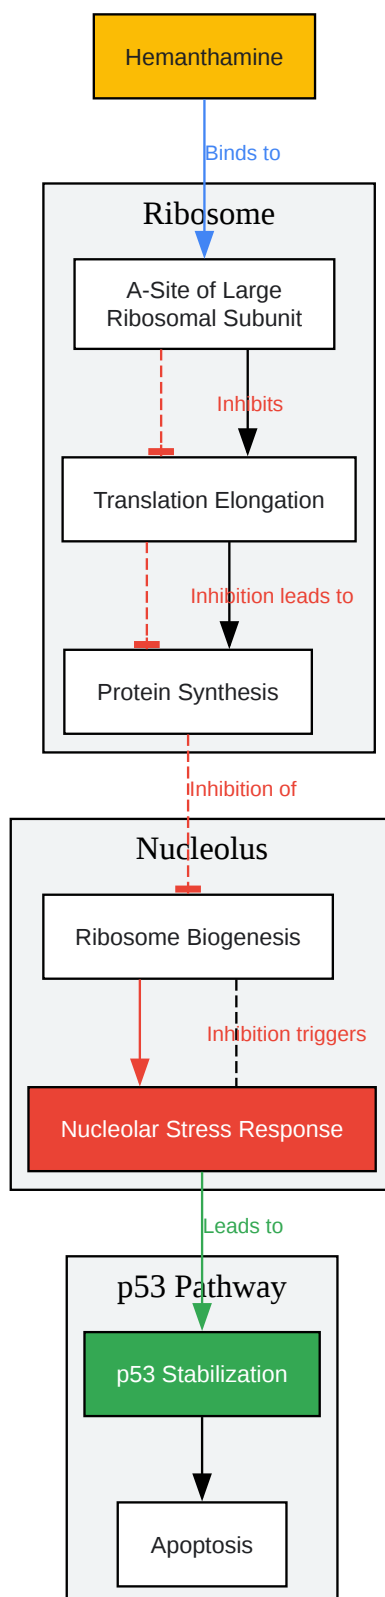 Hemanthamine
Binds to
Ribosome
A-Site of Large
Ribosomal Subunit
Inhibits
Translation Elongation
Inhibition leads to
Protein Synthesis
Inhibition of
Nucleolus
Ribosome Biogenesis
Inhibition triggers
Nucleolar Stress Response
Leads to
p53 Pathway
p53 Stabilization
Apoptosis